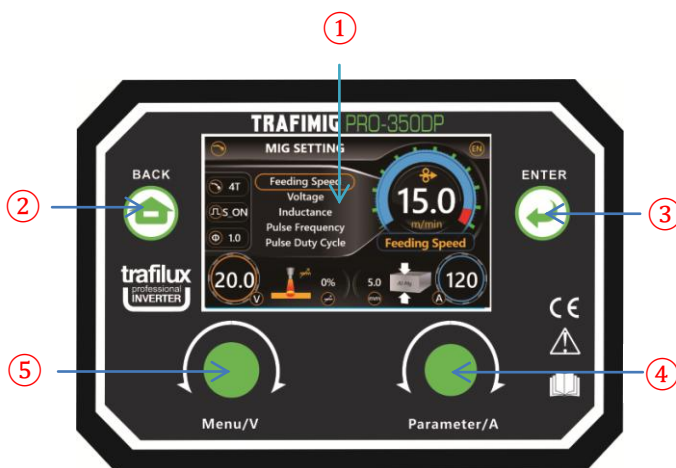 ①
TRAFIMIG PRO-350DP
MIG SETTING
EN
BACK
ENTER
②
③
4T
S_ON
Φ 1.0
Feeding Speed
Voltage
Inductance
Pulse Frequency
Pulse Duty Cycle
15.0
m/min
Feeding Speed
trafilux
professional
INVERTER
20.0
V
0%
5.0
mm
120
A
CE
⑤
④
Menu/V
Parameter/A